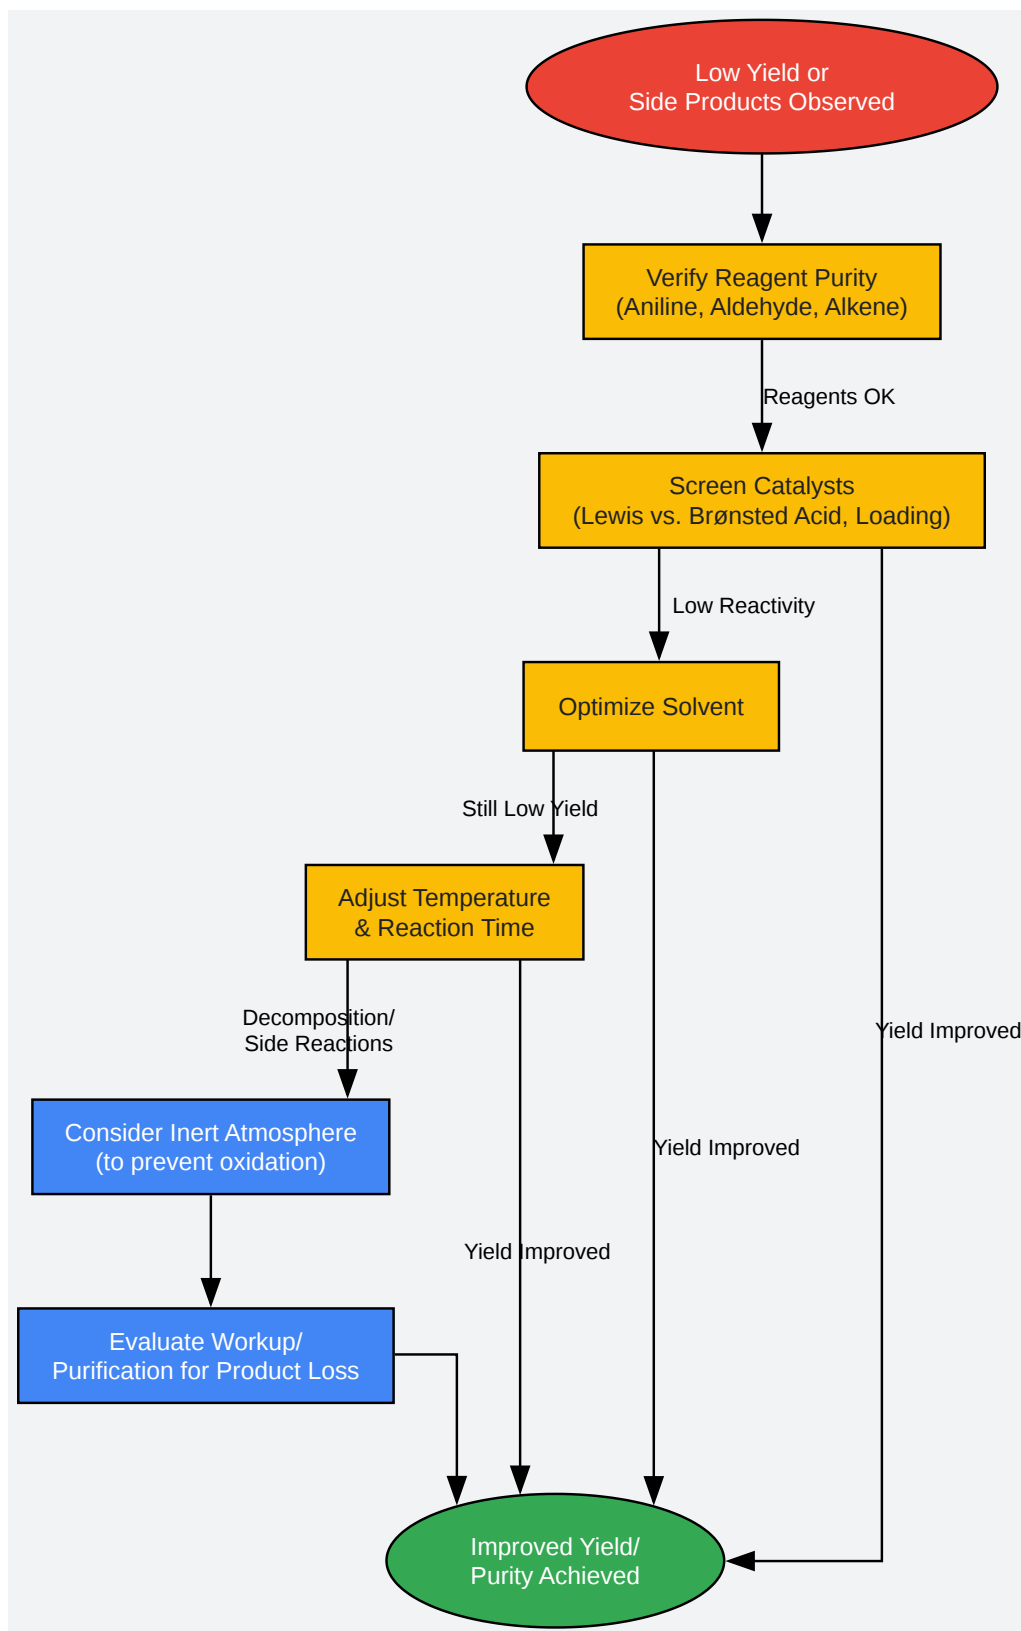 Low Yield or
Side Products Observed
Verify Reagent Purity
(Aniline, Aldehyde, Alkene)
Reagents OK
Screen Catalysts
(Lewis vs. Brønsted Acid, Loading)
Low Reactivity
Optimize Solvent
Still Low Yield
Adjust Temperature
& Reaction Time
Decomposition/
Side Reactions
Yield Improved
Consider Inert Atmosphere
(to prevent oxidation)
Yield Improved
Yield Improved
Evaluate Workup/
Purification for Product Loss
Improved Yield/
Purity Achieved